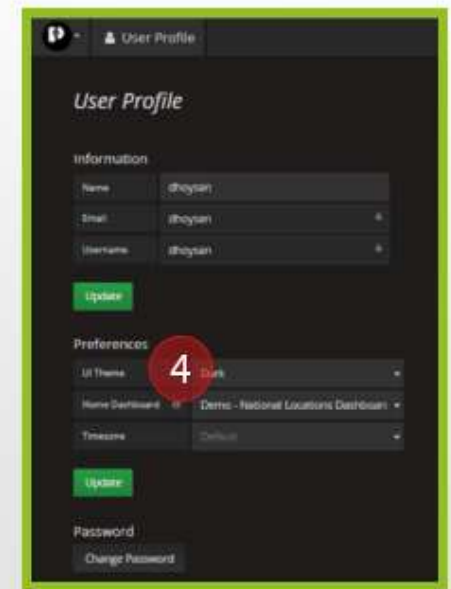 User Profile
User Profile
Information
Name dhoysan
Email dhoysan
Username dhoysan
Update
Preferences
UI Theme 4 Dark
Home Dashboard Demo - National Locations Dashboar
Timezone Default
Update
Password
Change Password